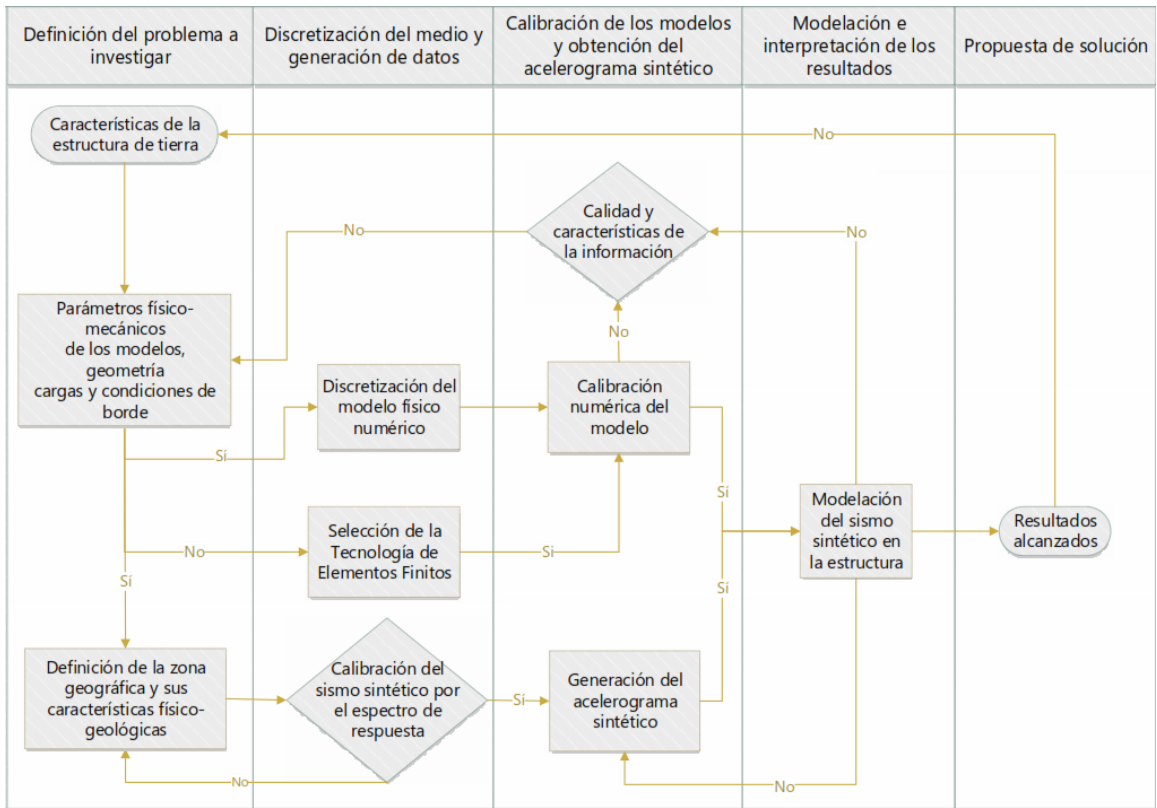 Definición del problema a
investigar
Discretización del medio y
generación de datos
Calibración de los modelos
y obtención del
acelerograma sintético
Modelación e
interpretación de los
resultados
Propuesta de solución
Características de la
estructura de tierra
No
Calidad y
características de
la información
No
No
Parámetros físico-
mecánicos
de los modelos,
geometría
cargas y condiciones de
borde
No
Discretización del
modelo físico
numérico
Calibración
numérica del
modelo
Sí
Sí
Selección de la
Tecnología de
Elementos Finitos
No
Si
Modelación
del sismo
sintético en
la estructura
Resultados
alcanzados
Sí
Sí
Definición de la zona
geográfica y sus
características físico-
geológicas
Calibración del
sismo sintético por
el espectro de
respuesta
Sí
Generación del
acelerograma
sintético
No
No